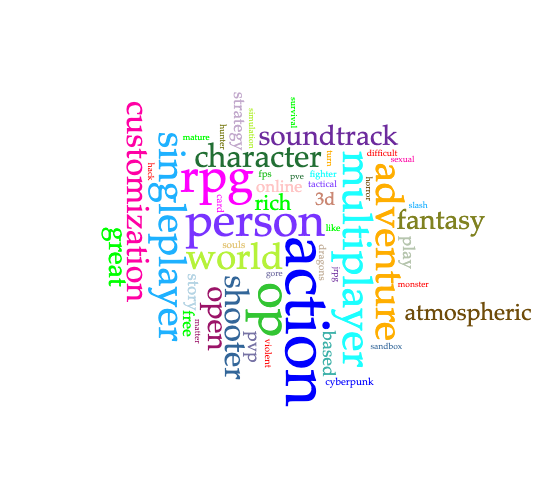 customization
strategy
simulation
survival
mature
hunter
soundtrack
singleplayer
character
turn
difficult
sexual
hack
rpg
fps
pve
fighter
tactical
multiplayer
horror
adventure
online
card
rich
3d
slash
person
like
fantasy
great
souls
world
action
dragons
jrpg
play
story
free
gore
monster
open
shooter
op
atmospheric
matter
pvp
violent
based
sandbox
cyberpunk